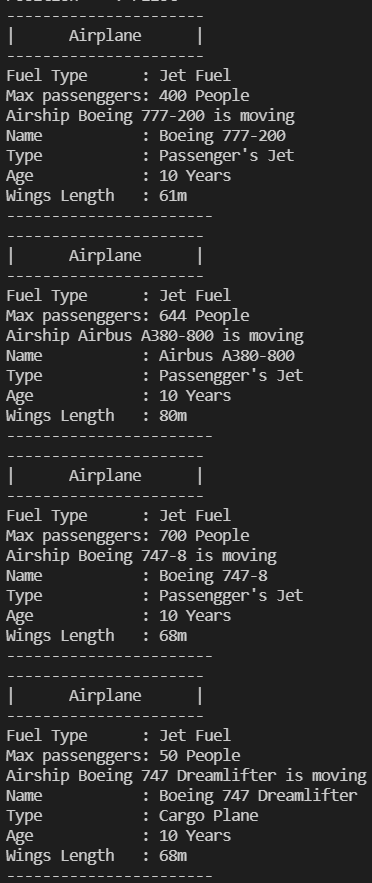 -----------------------
|      Airplane      |
-----------------------
Fuel Type      : Jet Fuel
Max passenggers: 400 People
Airship Boeing 777-200 is moving
Name           : Boeing 777-200
Type           : Passenger's Jet
Age            : 10 Years
Wings Length   : 61m
-----------------------
-----------------------
|      Airplane      |
-----------------------
Fuel Type      : Jet Fuel
Max passenggers: 644 People
Airship Airbus A380-800 is moving
Name           : Airbus A380-800
Type           : Passengger's Jet
Age            : 10 Years
Wings Length   : 80m
-----------------------
-----------------------
|      Airplane      |
-----------------------
Fuel Type      : Jet Fuel
Max passenggers: 700 People
Airship Boeing 747-8 is moving
Name           : Boeing 747-8
Type           : Passengger's Jet
Age            : 10 Years
Wings Length   : 68m
-----------------------
-----------------------
|      Airplane      |
-----------------------
Fuel Type      : Jet Fuel
Max passenggers: 50 People
Airship Boeing 747 Dreamlifter is moving
Name           : Boeing 747 Dreamlifter
Type           : Cargo Plane
Age            : 10 Years
Wings Length   : 68m
-----------------------